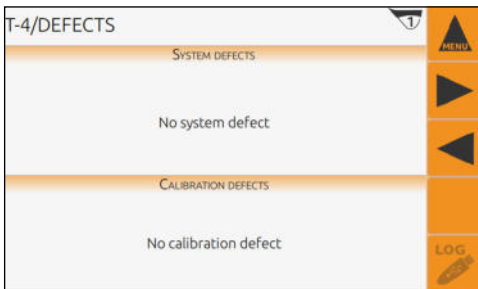 T-4/DEFECTS
1
MENU
SYSTEM DEFECTS
No system defect
CALIBRATION DEFECTS
No calibration defect
LOG